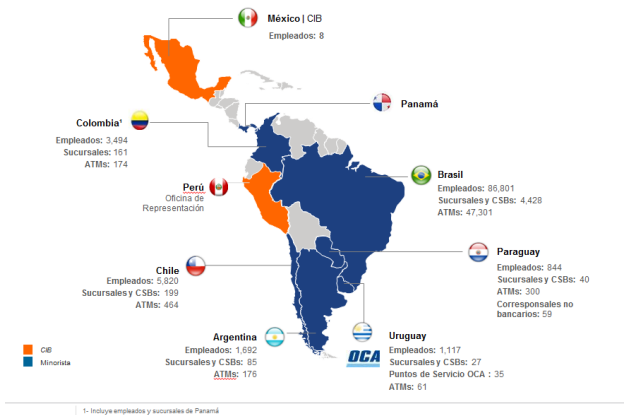 México | CIB
Empleados: 8
Panamá
Colombia¹
Empleados: 3,494
Sucursales: 161
ATMs: 174
Brasil
Empleados: 86,801
Sucursales y CSBs: 4,428
ATMs: 47,301
Perú
Oficina de
Representación
Paraguay
Empleados: 844
Sucursales y CSBs: 40
ATMs: 300
Corresponsales no
bancarios: 59
Chile
Empleados: 5,820
Sucursales y CSBs: 199
ATMs: 464
Argentina
Empleados: 1,692
Sucursales y CSBs: 85
ATMs: 176
OCA
Uruguay
Empleados: 1,117
Sucursales y CSBs: 27
Puntos de Servicio OCA : 35
ATMs: 61
CIB
Minorista
1- Incluye empleados y sucursales de Panamá